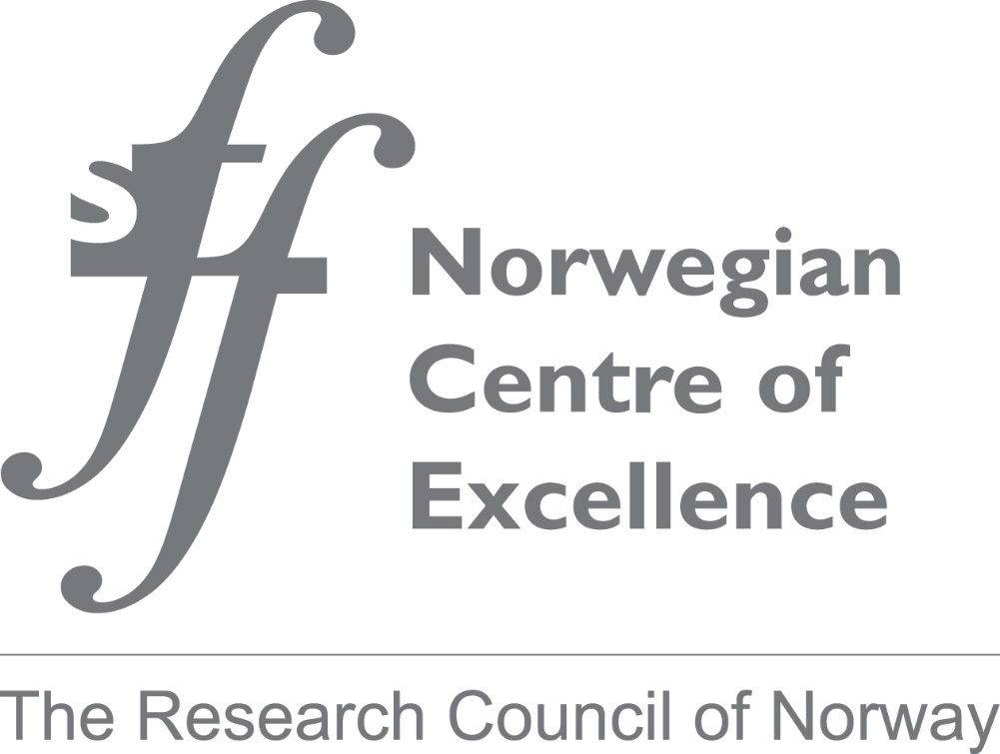 sff
Norwegian
Centre of
Excellence
The Research Council of Norway